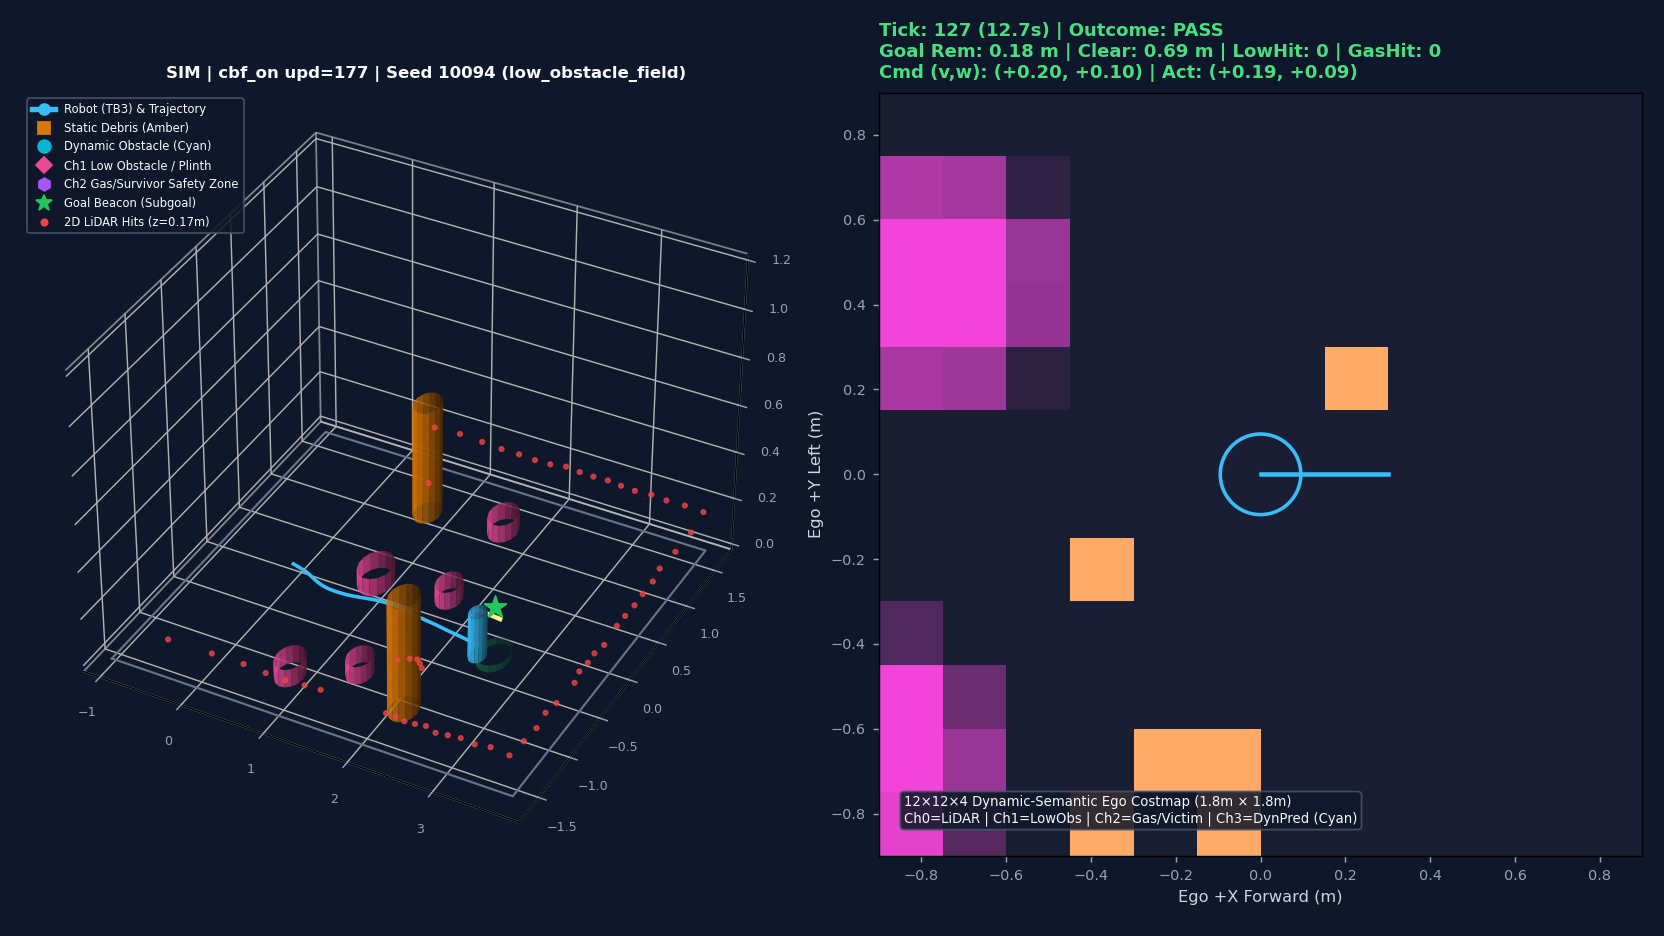 SIM | cbf_on upd=177 | Seed 10094 (low_obstacle_field)
Robot (TB3) & Trajectory
Static Debris (Amber)
Dynamic Obstacle (Cyan)
Ch1 Low Obstacle / Plinth
Ch2 Gas/Survivor Safety Zone
Goal Beacon (Subgoal)
2D LiDAR Hits (z=0.17m)
1.2
1.0
0.8
0.6
0.4
0.2
0.0
1.5
1.0
0.5
0.0
−0.5
−1.0
−1.5
−1
0
1
2
3
Tick: 127 (12.7s) | Outcome: PASS
Goal Rem: 0.18 m | Clear: 0.69 m | LowHit: 0 | GasHit: 0
Cmd (v,w): (+0.20, +0.10) | Act: (+0.19, +0.09)
Ego +Y Left (m)
0.8
0.6
0.4
0.2
0.0
−0.2
−0.4
−0.6
−0.8
12×12×4 Dynamic-Semantic Ego Costmap (1.8m × 1.8m)
Ch0=LiDAR | Ch1=LowObs | Ch2=Gas/Victim | Ch3=DynPred (Cyan)
−0.8 −0.6 −0.4 −0.2 0.0 0.2 0.4 0.6 0.8
Ego +X Forward (m)